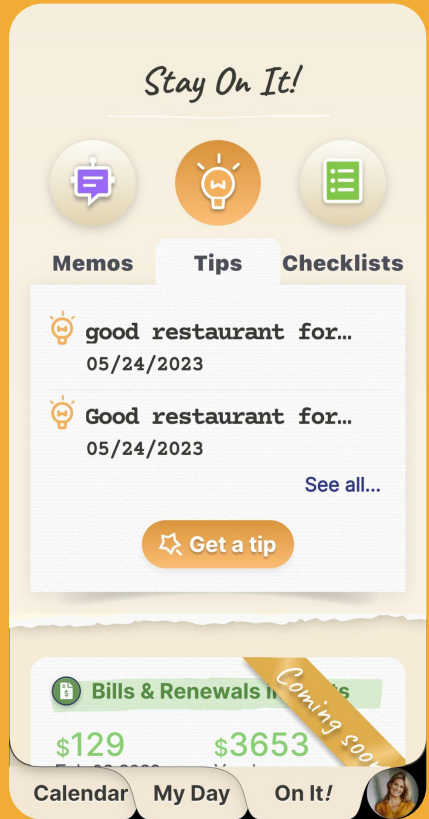 Stay On It!
Memos Tips Checklists
good restaurant for...
05/24/2023
Good restaurant for...
05/24/2023
See all...
Get a tip
Bills & Renewals
Coming soon
$129 $3653
Calendar My Day On It!